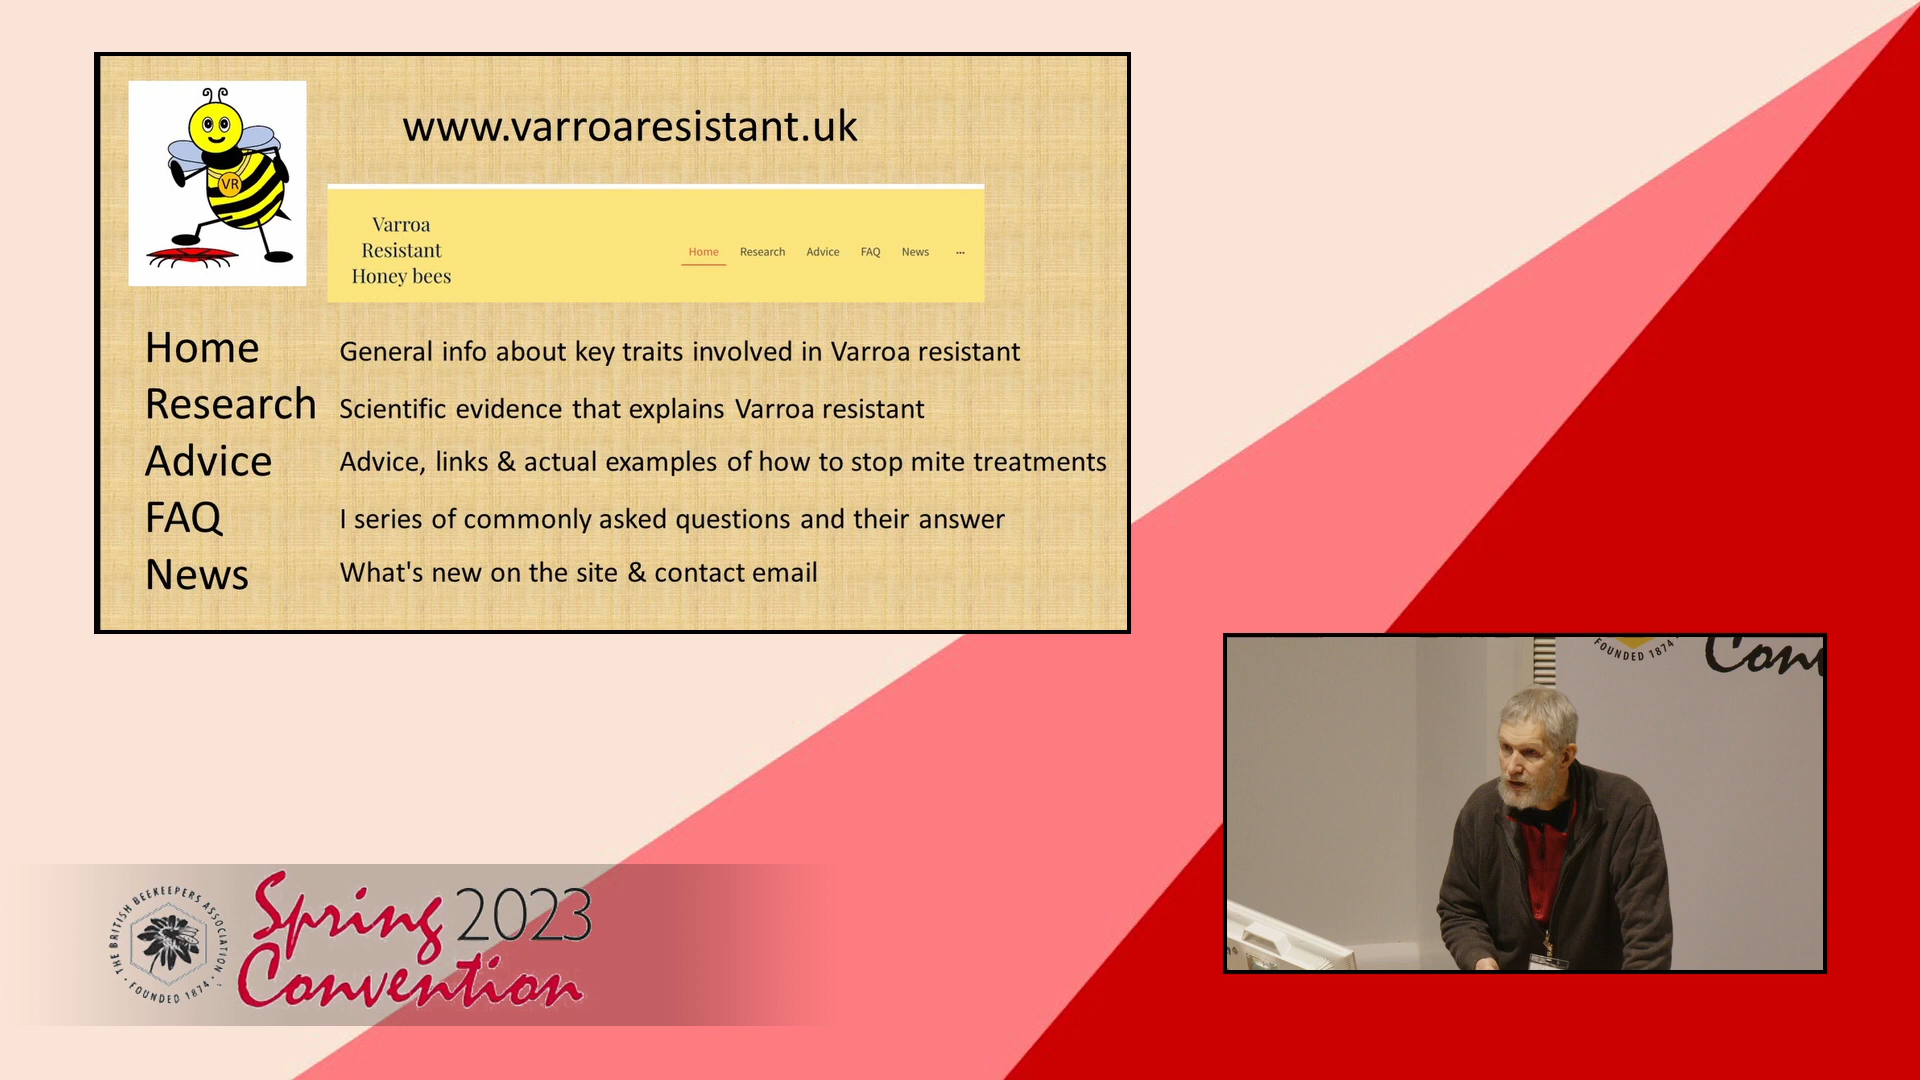 www.varroaresistant.uk
VR
Varroa
Resistant
Honey bees
Home Research Advice FAQ News ...
Home General info about key traits involved in Varroa resistant
Research Scientific evidence that explains Varroa resistant
Advice Advice, links & actual examples of how to stop mite treatments
FAQ I series of commonly asked questions and their answer
News What's new on the site & contact email
FOUNDED 1874
Conv
THE BRITISH BEEKEEPERS ASSOCIATION
FOUNDED 1874
Spring 2023
Convention